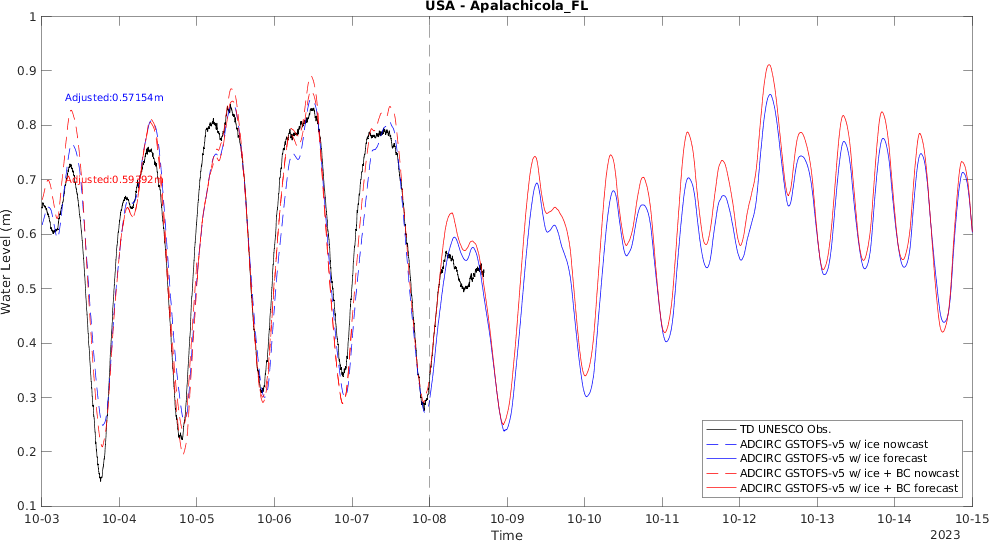 USA - Apalachicola_FL
Water Level (m)
1
0.9
0.8
0.7
0.6
0.5
0.4
0.3
0.2
0.1
Adjusted:0.57154m
Adjusted:0.59292m
TD UNESCO Obs.
ADCIRC GSTOFS-v5 w/ ice nowcast
ADCIRC GSTOFS-v5 w/ ice forecast
ADCIRC GSTOFS-v5 w/ ice + BC nowcast
ADCIRC GSTOFS-v5 w/ ice + BC forecast
10-03 10-04 10-05 10-06 10-07 10-08 10-09 10-10 10-11 10-12 10-13 10-14 10-15
Time
2023